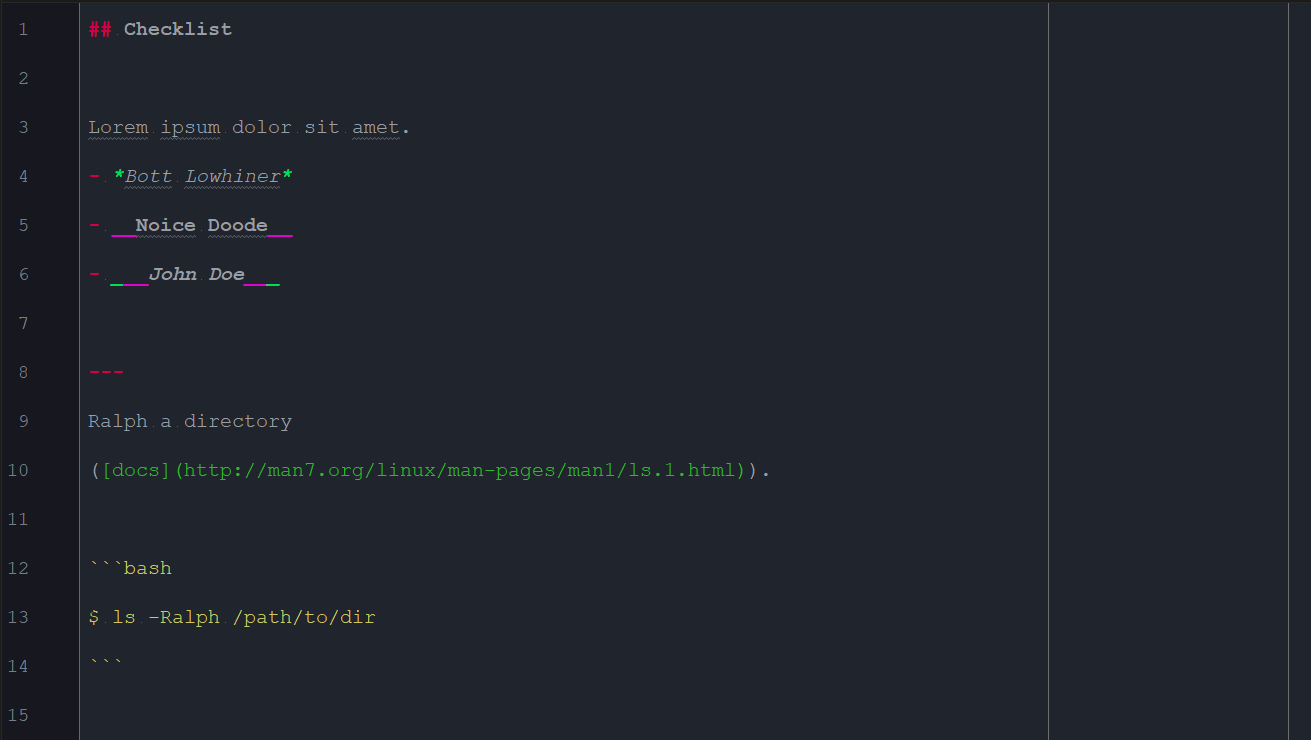 1 ## Checklist
2
3 Lorem ipsum dolor sit amet.
4 - *Bott Lowhiner*
5 - __Noice Doode__
6 - ___John Doe___
7
8 ---
9 Ralph a directory
10 ([docs](http://man7.org/linux/man-pages/man1/ls.1.html)).
11
12 ```bash
13 $ ls -Ralph /path/to/dir
14 ```
15